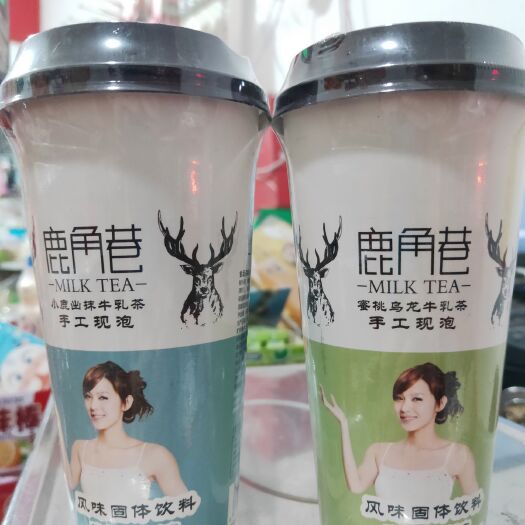 鹿角巷
-MILK TEA-
小鹿出抹牛乳茶
手工现泡
风味固体饮料
鹿角巷
-MILK TEA-
蜜桃乌龙牛乳茶
手工现泡
风味固体饮料